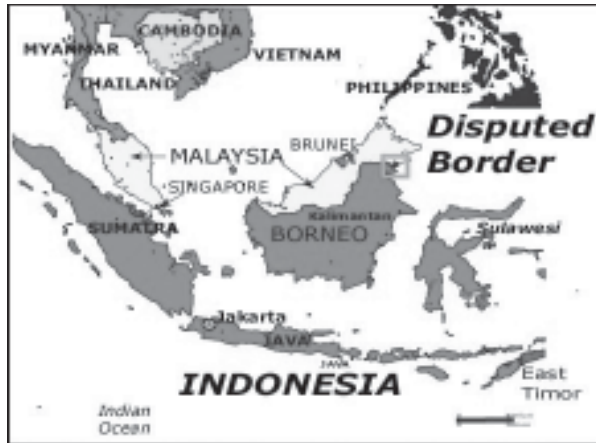 CAMBODIA
MYANMAR
VIETNAM
THAILAND
PHILIPPINES
Disputed
Border
BRUNEI
MALAYSIA
SINGAPORE
Kalimantan
SUMATRA
BORNEO
Sulawesi
Jakarta
JAVA
JAVA
INDONESIA
East
Timor
Indian
Ocean